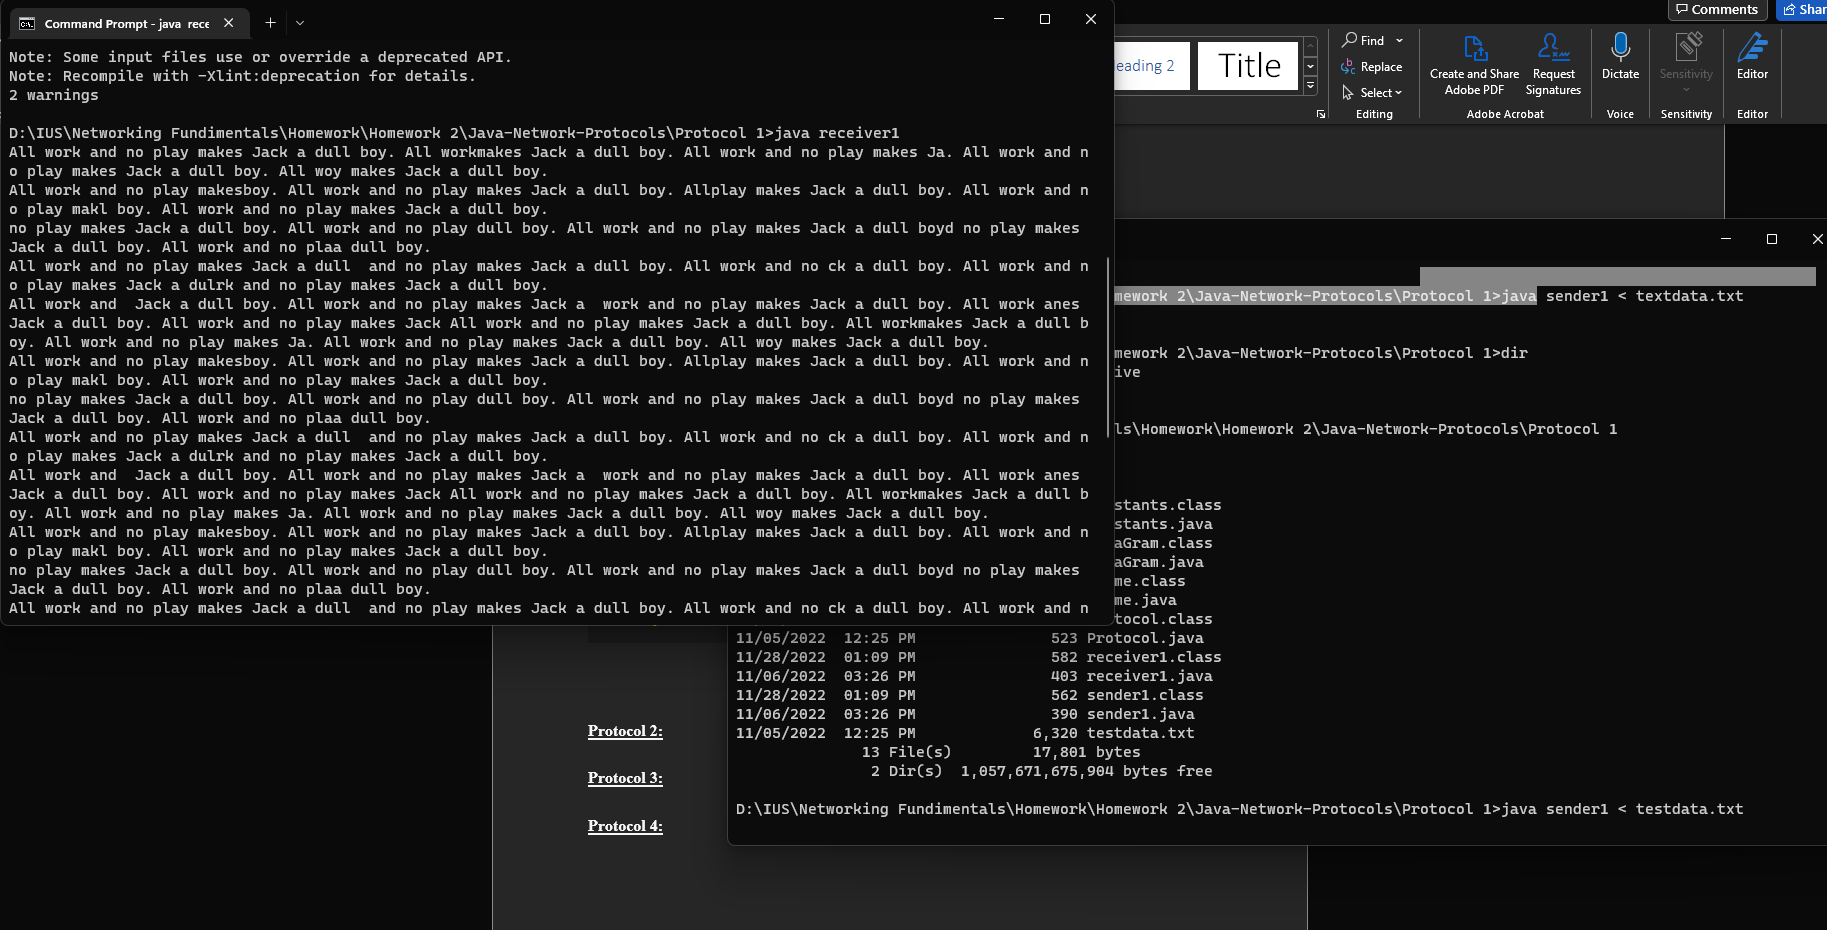 Command Prompt - java  rece
Note: Some input files use or override a deprecated API.
Note: Recompile with -Xlint:deprecation for details.
2 warnings
D:\IUS\Networking Fundimentals\Homework\Homework 2\Java-Network-Protocols\Protocol 1>java receiver1
All work and no play makes Jack a dull boy. All workmakes Jack a dull boy. All work and no play makes Ja. All work and n
o play makes Jack a dull boy. All woy makes Jack a dull boy.
All work and no play makesboy. All work and no play makes Jack a dull boy. Allplay makes Jack a dull boy. All work and n
o play makl boy. All work and no play makes Jack a dull boy.
no play makes Jack a dull boy. All work and no play dull boy. All work and no play makes Jack a dull boyd no play makes
Jack a dull boy. All work and no plaa dull boy.
All work and no play makes Jack a dull  and no play makes Jack a dull boy. All work and no ck a dull boy. All work and n
o play makes Jack a dulrk and no play makes Jack a dull boy.
All work and  Jack a dull boy. All work and no play makes Jack a  work and no play makes Jack a dull boy. All work anes
Jack a dull boy. All work and no play makes Jack All work and no play makes Jack a dull boy. All workmakes Jack a dull b
oy. All work and no play makes Ja. All work and no play makes Jack a dull boy. All woy makes Jack a dull boy.
All work and no play makesboy. All work and no play makes Jack a dull boy. Allplay makes Jack a dull boy. All work and n
o play makl boy. All work and no play makes Jack a dull boy.
no play makes Jack a dull boy. All work and no play dull boy. All work and no play makes Jack a dull boyd no play makes
Jack a dull boy. All work and no plaa dull boy.
All work and no play makes Jack a dull  and no play makes Jack a dull boy. All work and no ck a dull boy. All work and n
o play makes Jack a dulrk and no play makes Jack a dull boy.
All work and  Jack a dull boy. All work and no play makes Jack a  work and no play makes Jack a dull boy. All work anes
Jack a dull boy. All work and no play makes Jack All work and no play makes Jack a dull boy. All workmakes Jack a dull b
oy. All work and no play makes Ja. All work and no play makes Jack a dull boy. All woy makes Jack a dull boy.
All work and no play makesboy. All work and no play makes Jack a dull boy. Allplay makes Jack a dull boy. All work and n
o play makl boy. All work and no play makes Jack a dull boy.
no play makes Jack a dull boy. All work and no play dull boy. All work and no play makes Jack a dull boyd no play makes
Jack a dull boy. All work and no plaa dull boy.
All work and no play makes Jack a dull  and no play makes Jack a dull boy. All work and no ck a dull boy. All work and n
Comments
Shar
eading 2
Title
Find
Replace
Select
Editing
Create and Share
Adobe PDF
Request
Signatures
Adobe Acrobat
Dictate
Voice
Sensitivity
Sensitivity
Editor
Editor
mework 2\Java-Network-Protocols\Protocol 1>java sender1 < textdata.txt
mework 2\Java-Network-Protocols\Protocol 1>dir
ive
ls\Homework\Homework 2\Java-Network-Protocols\Protocol 1
stants.class
stants.java
aGram.class
aGram.java
me.class
me.java
tocol.class
11/05/2022  12:25 PM               523 Protocol.java
11/28/2022  01:09 PM               582 receiver1.class
11/06/2022  03:26 PM               403 receiver1.java
11/28/2022  01:09 PM               562 sender1.class
11/06/2022  03:26 PM               390 sender1.java
11/05/2022  12:25 PM             6,320 testdata.txt
13 File(s)         17,801 bytes
2 Dir(s)  1,057,671,675,904 bytes free
D:\IUS\Networking Fundimentals\Homework\Homework 2\Java-Network-Protocols\Protocol 1>java sender1 < testdata.txt
Protocol 2:
Protocol 3:
Protocol 4: